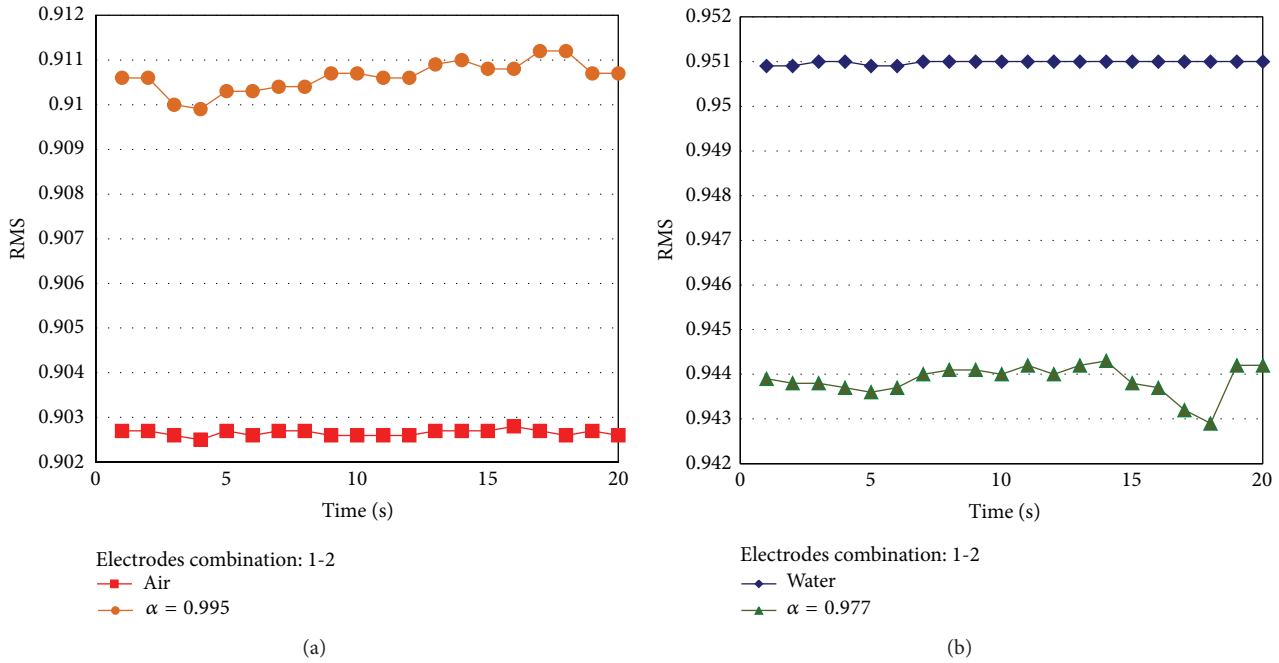 0.912
0.911
0.91
0.909
0.908
0.907
0.906
0.905
0.904
0.903
0.902
RMS
0 5 10 15 20
Time (s)
Electrodes combination: 1-2
Air
α = 0.995
(a)
0.952
0.951
0.95
0.949
0.948
0.947
0.946
0.945
0.944
0.943
0.942
RMS
0 5 10 15 20
Time (s)
Electrodes combination: 1-2
Water
α = 0.977
(b)